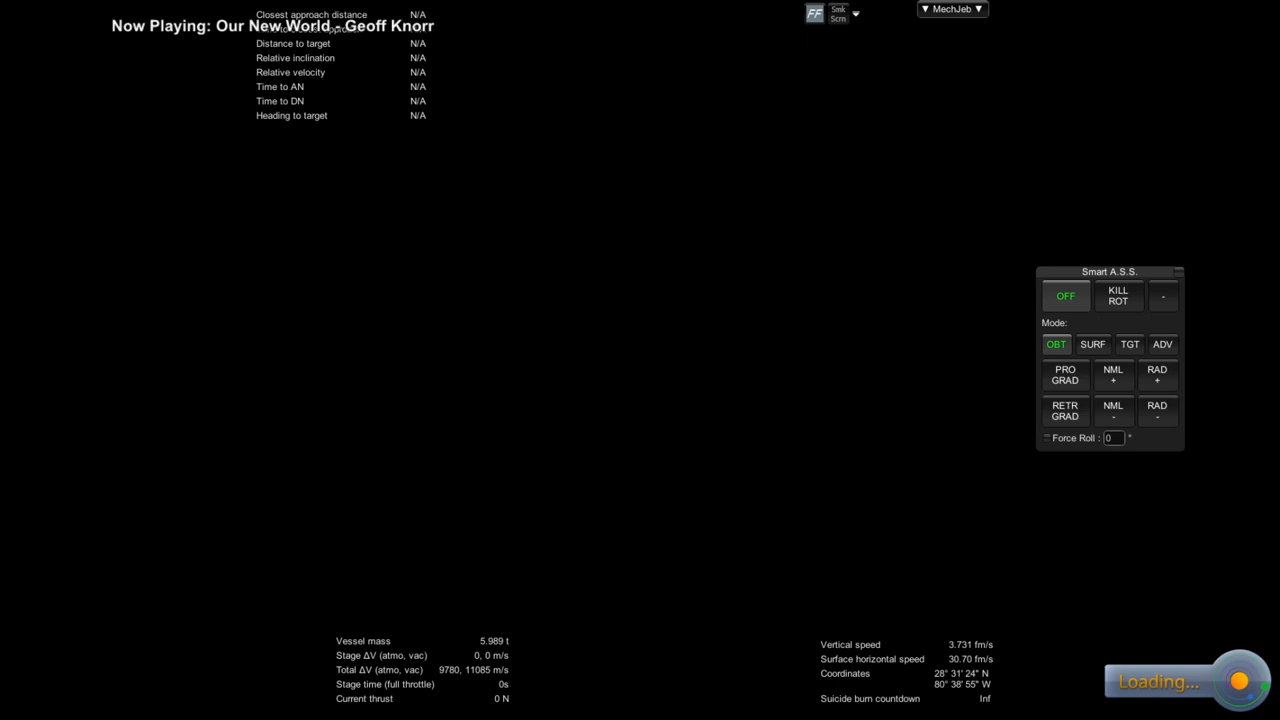 Closest approach distance N/A
Now Playing: Our New World - Geoff Knorr
Distance to target N/A
Relative inclination N/A
Relative velocity N/A
Time to AN N/A
Time to DN N/A
Heading to target N/A
FF
Smk
Scrn
▼ MechJeb ▼
Smart A.S.S.
OFF
KILL
ROT
-
Mode:
OBT SURF TGT ADV
PRO
GRAD
NML
+
RAD
+
RETR
GRAD
NML
-
RAD
-
Force Roll : 0 °
Vessel mass 5.989 t
Stage ΔV (atmo, vac) 0, 0 m/s
Total ΔV (atmo, vac) 9780, 11085 m/s
Stage time (full throttle) 0s
Current thrust 0 N
Vertical speed 3.731 fm/s
Surface horizontal speed 30.70 fm/s
Coordinates 28° 31' 24" N
80° 38' 55" W
Suicide burn countdown Inf
Loading...